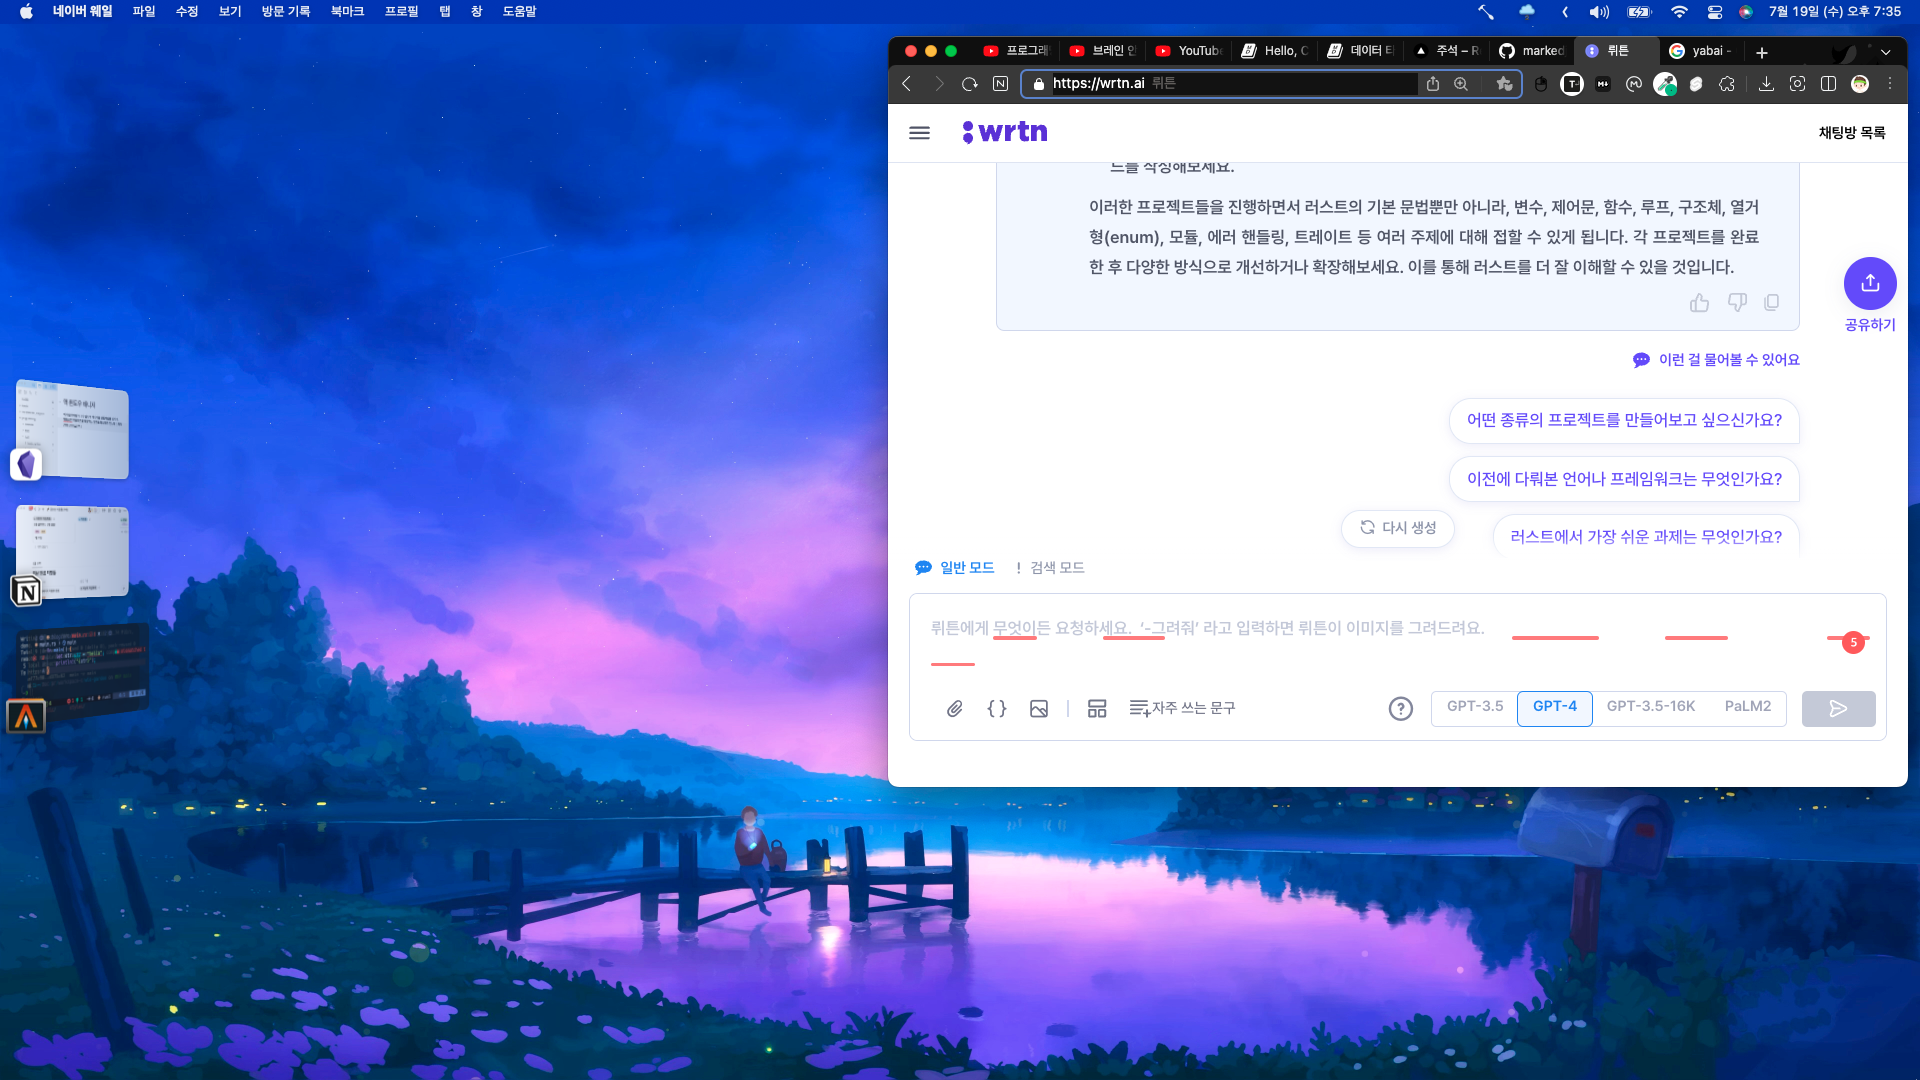 네이버 웨일 파일 수정 보기 방문 기록 북마크 프로필 탭 창 도움말
7월 19일 (수) 오후 7:35
프로그래 브레인 인 YouTube Hello, C 데이터 티 주석 – R marked 뤼튼 yabai -
https://wrtn.ai 뤼튼
wrtn
채팅방 목록
드를 작성해보세요.
이러한 프로젝트들을 진행하면서 러스트의 기본 문법뿐만 아니라, 변수, 제어문, 함수, 루프, 구조체, 열거
형(enum), 모듈, 에러 핸들링, 트레이트 등 여러 주제에 대해 접할 수 있게 됩니다. 각 프로젝트를 완료
한 후 다양한 방식으로 개선하거나 확장해보세요. 이를 통해 러스트를 더 잘 이해할 수 있을 것입니다.
공유하기
이런 걸 물어볼 수 있어요
어떤 종류의 프로젝트를 만들어보고 싶으신가요?
이전에 다뤄본 언어나 프레임워크는 무엇인가요?
다시 생성
러스트에서 가장 쉬운 과제는 무엇인가요?
일반 모드 검색 모드
뤼튼에게 무엇이든 요청하세요. ‘-그려줘’ 라고 입력하면 뤼튼이 이미지를 그려드려요.
5
자주 쓰는 문구
GPT-3.5 GPT-4 GPT-3.5-16K PaLM2